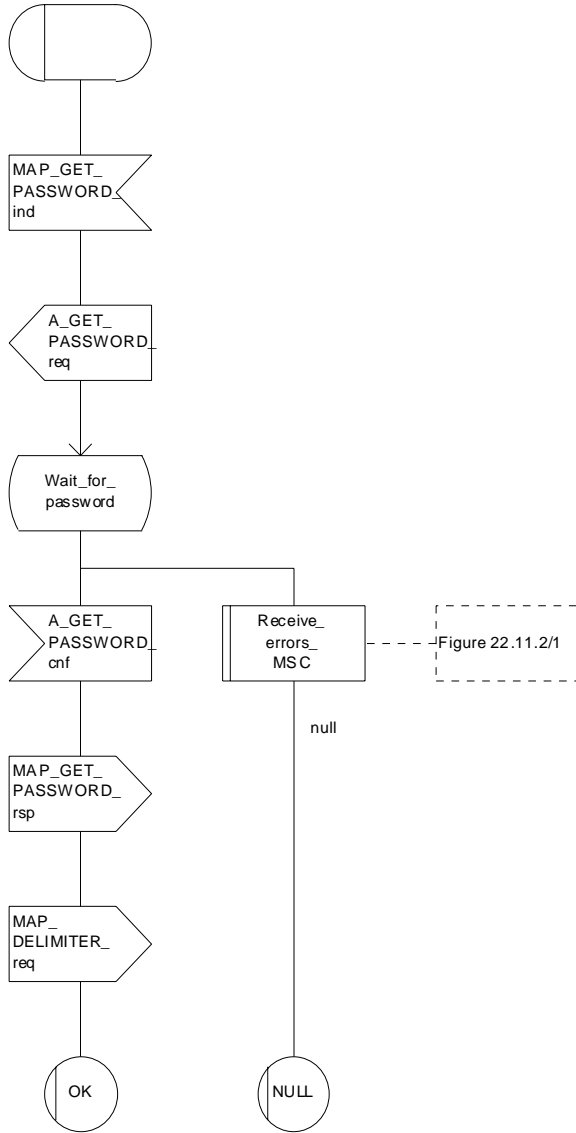 MAP_GET_
PASSWORD_
ind
A_GET_
PASSWORD_
req
Wait_for_
password
A_GET_
PASSWORD_
cnf
Receive_
errors_
MSC
Figure 22.11.2/1
null
MAP_GET_
PASSWORD_
rsp
MAP_
DELIMITER_
req
OK
NULL